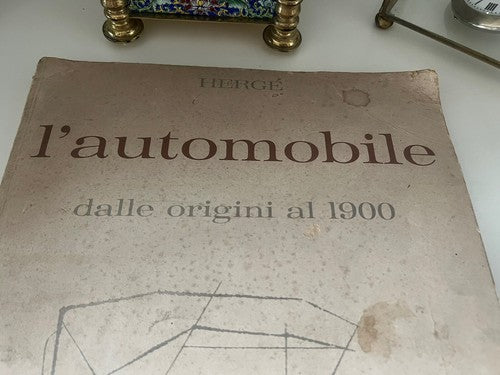 HERGÉ
l'automobile
dalle origini al 1900